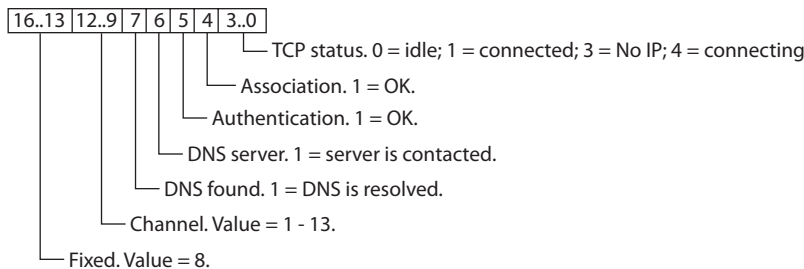 16..13 12..9 7 6 5 4 3..0
TCP status. 0 = idle; 1 = connected; 3 = No IP; 4 = connecting
Association. 1 = OK.
Authentication. 1 = OK.
DNS server. 1 = server is contacted.
DNS found. 1 = DNS is resolved.
Channel. Value = 1 - 13.
Fixed. Value = 8.